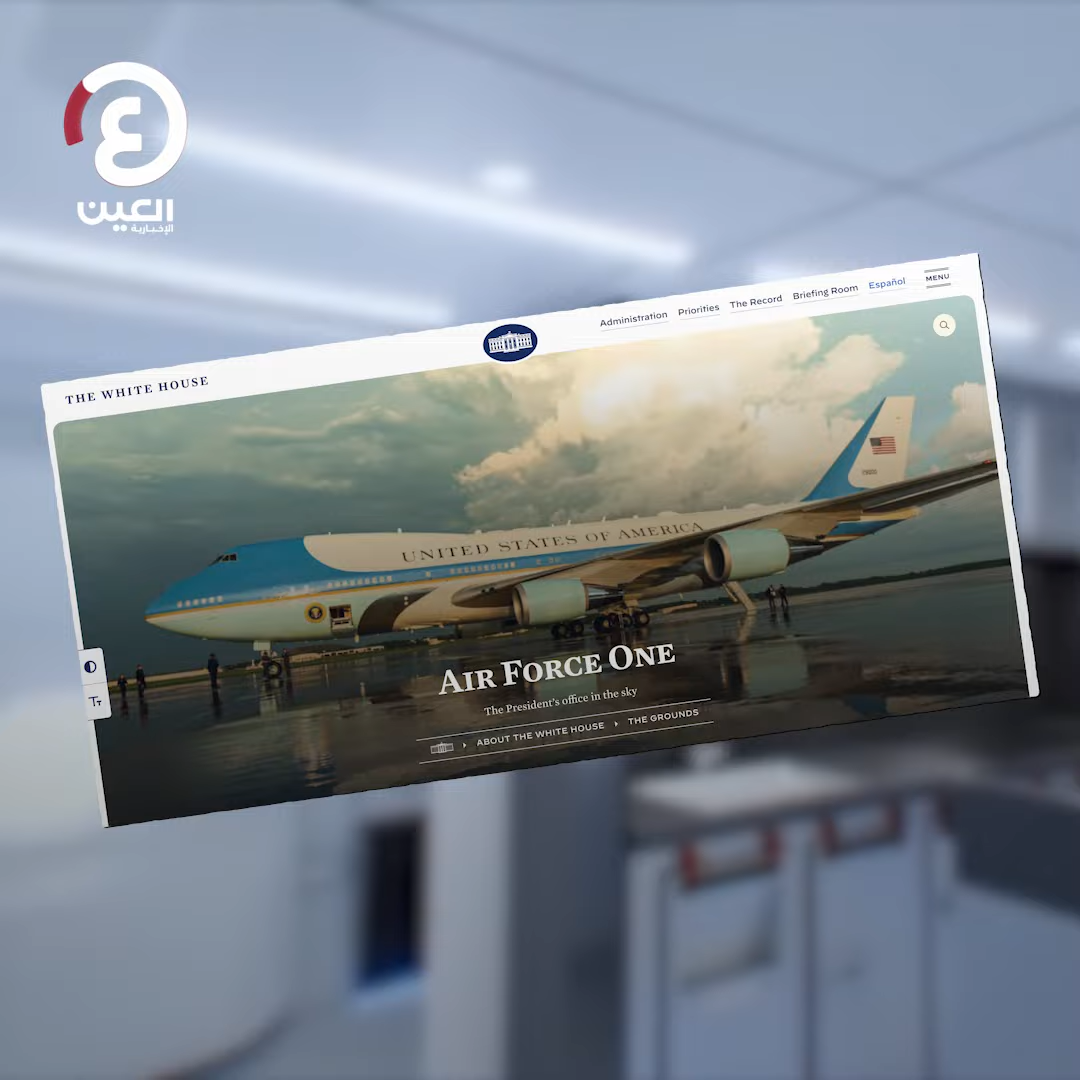 ع
العين
الإخبارية
THE WHITE HOUSE
Administration
Priorities
The Record
Briefing Room
Español
MENU
UNITED STATES OF AMERICA
AIR FORCE ONE
The President's office in the sky
ABOUT THE WHITE HOUSE
THE GROUNDS
Tт